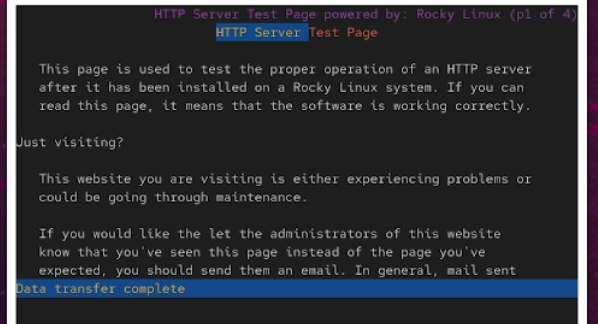 HTTP Server Test Page powered by: Rocky Linux (p1 of 4)
HTTP Server Test Page
This page is used to test the proper operation of an HTTP server
after it has been installed on a Rocky Linux system. If you can
read this page, it means that the software is working correctly.
Just visiting?
This website you are visiting is either experiencing problems or
could be going through maintenance.
If you would like the let the administrators of this website
know that you've seen this page instead of the page you've
expected, you should send them an email. In general, mail sent
Data transfer complete